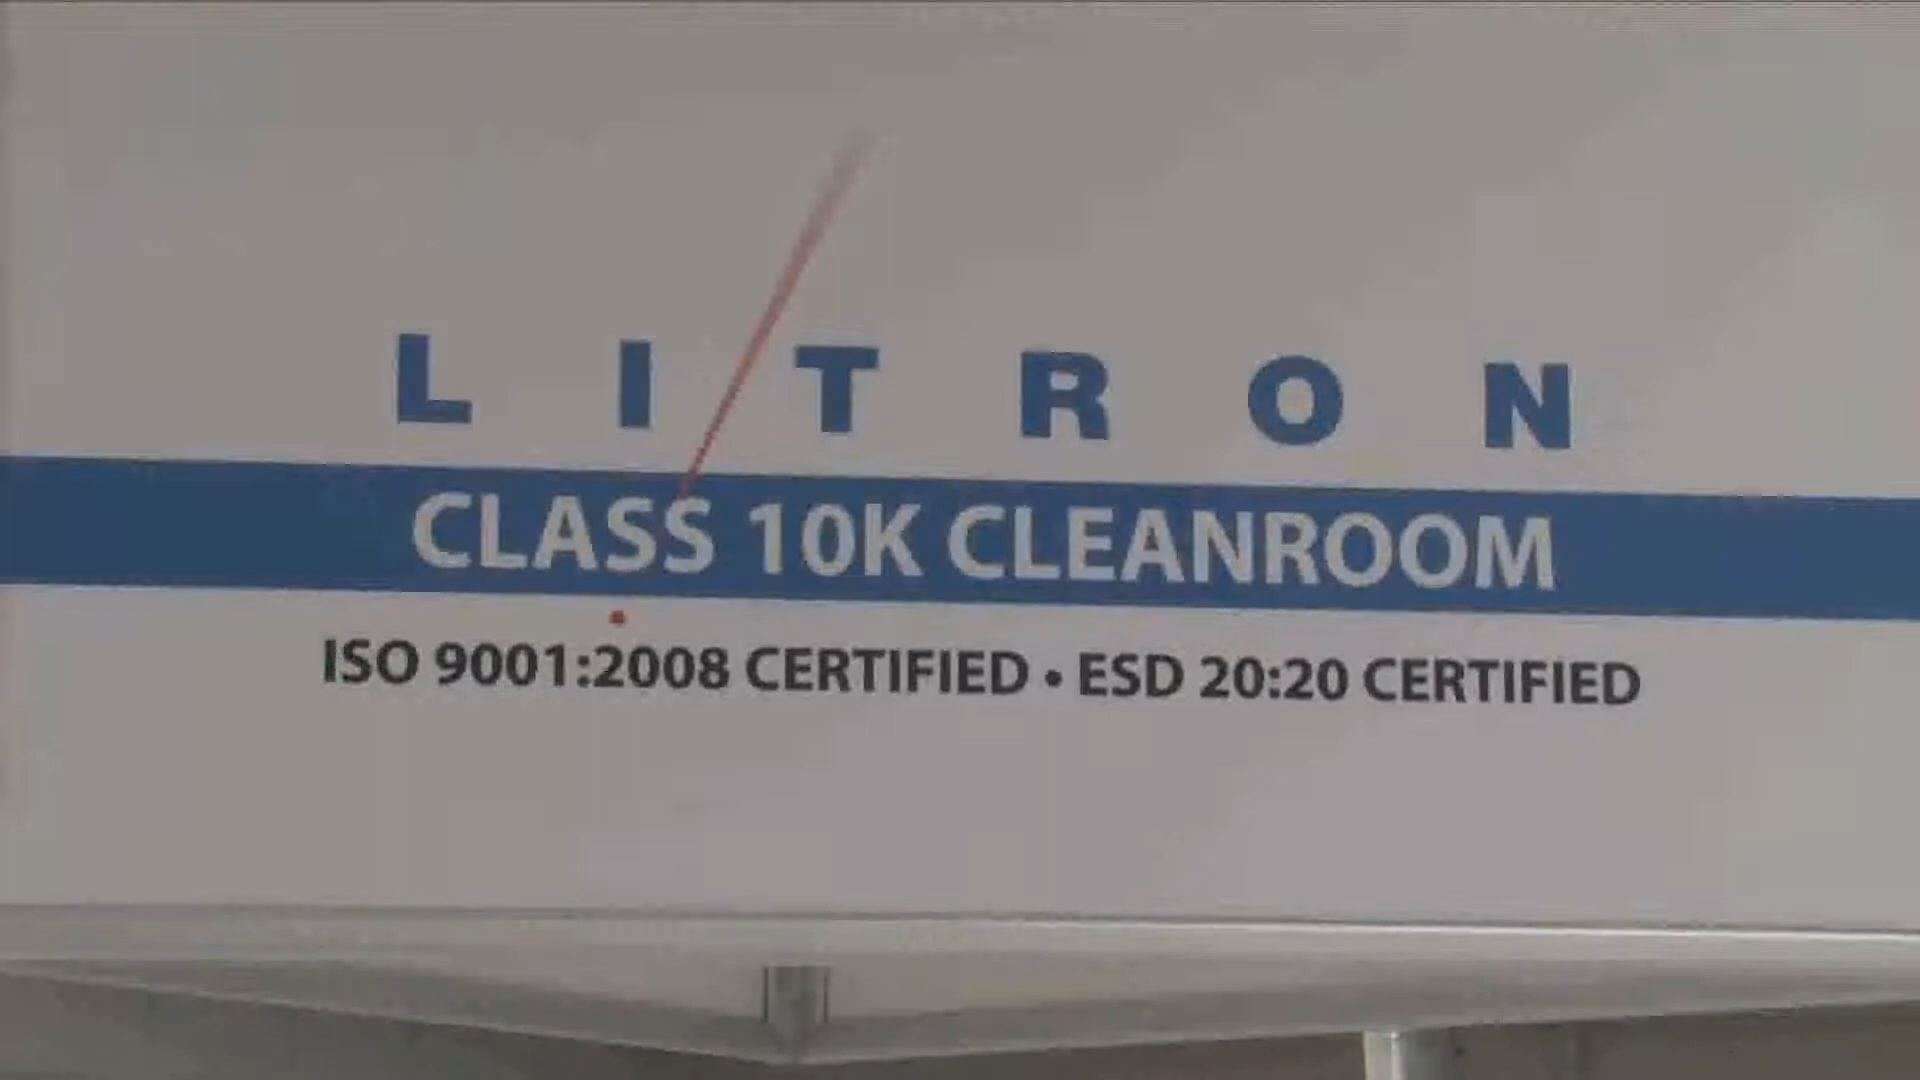 LITRON
CLASS 10K CLEANROOM
ISO 9001:2008 CERTIFIED • ESD 20:20 CERTIFIED